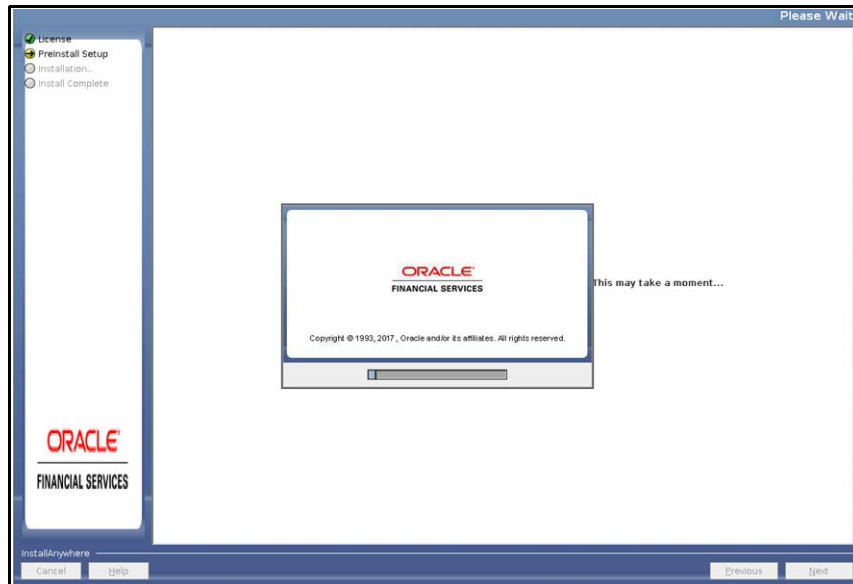 Please Wait
License
PreInstall Setup
Installation..
Install Complete
ORACLE
FINANCIAL SERVICES
Copyright © 1993, 2017 , Oracle and/or its affiliates. All rights reserved.
This may take a moment...
ORACLE
FINANCIAL SERVICES
InstallAnywhere
Cancel
Help
Previous
Next